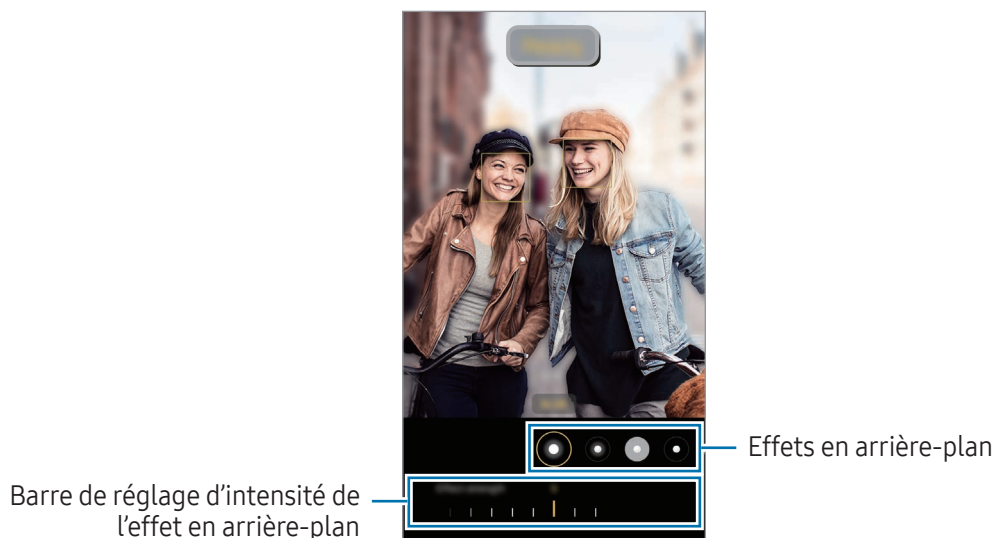 Effets en arrière-plan
Barre de réglage d'intensité de
l'effet en arrière-plan